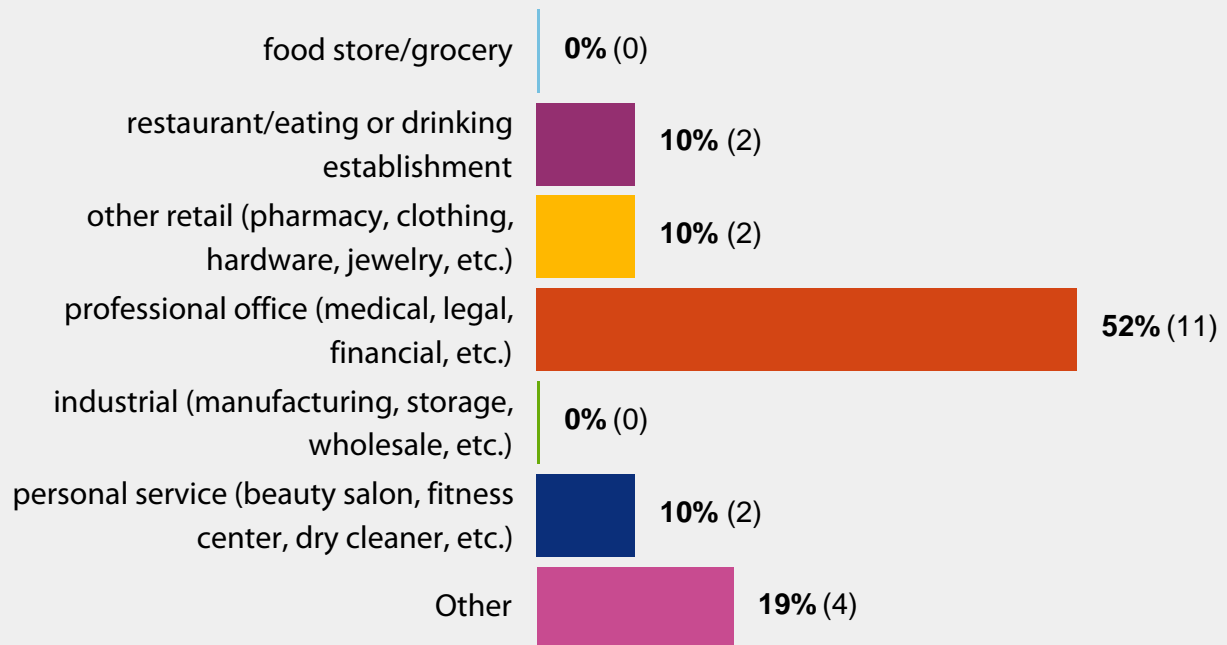 food store/grocery
0% (0)
restaurant/eating or drinking
establishment
10% (2)
other retail (pharmacy, clothing,
hardware, jewelry, etc.)
10% (2)
professional office (medical, legal,
financial, etc.)
52% (11)
industrial (manufacturing, storage,
wholesale, etc.)
0% (0)
personal service (beauty salon, fitness
center, dry cleaner, etc.)
10% (2)
Other
19% (4)